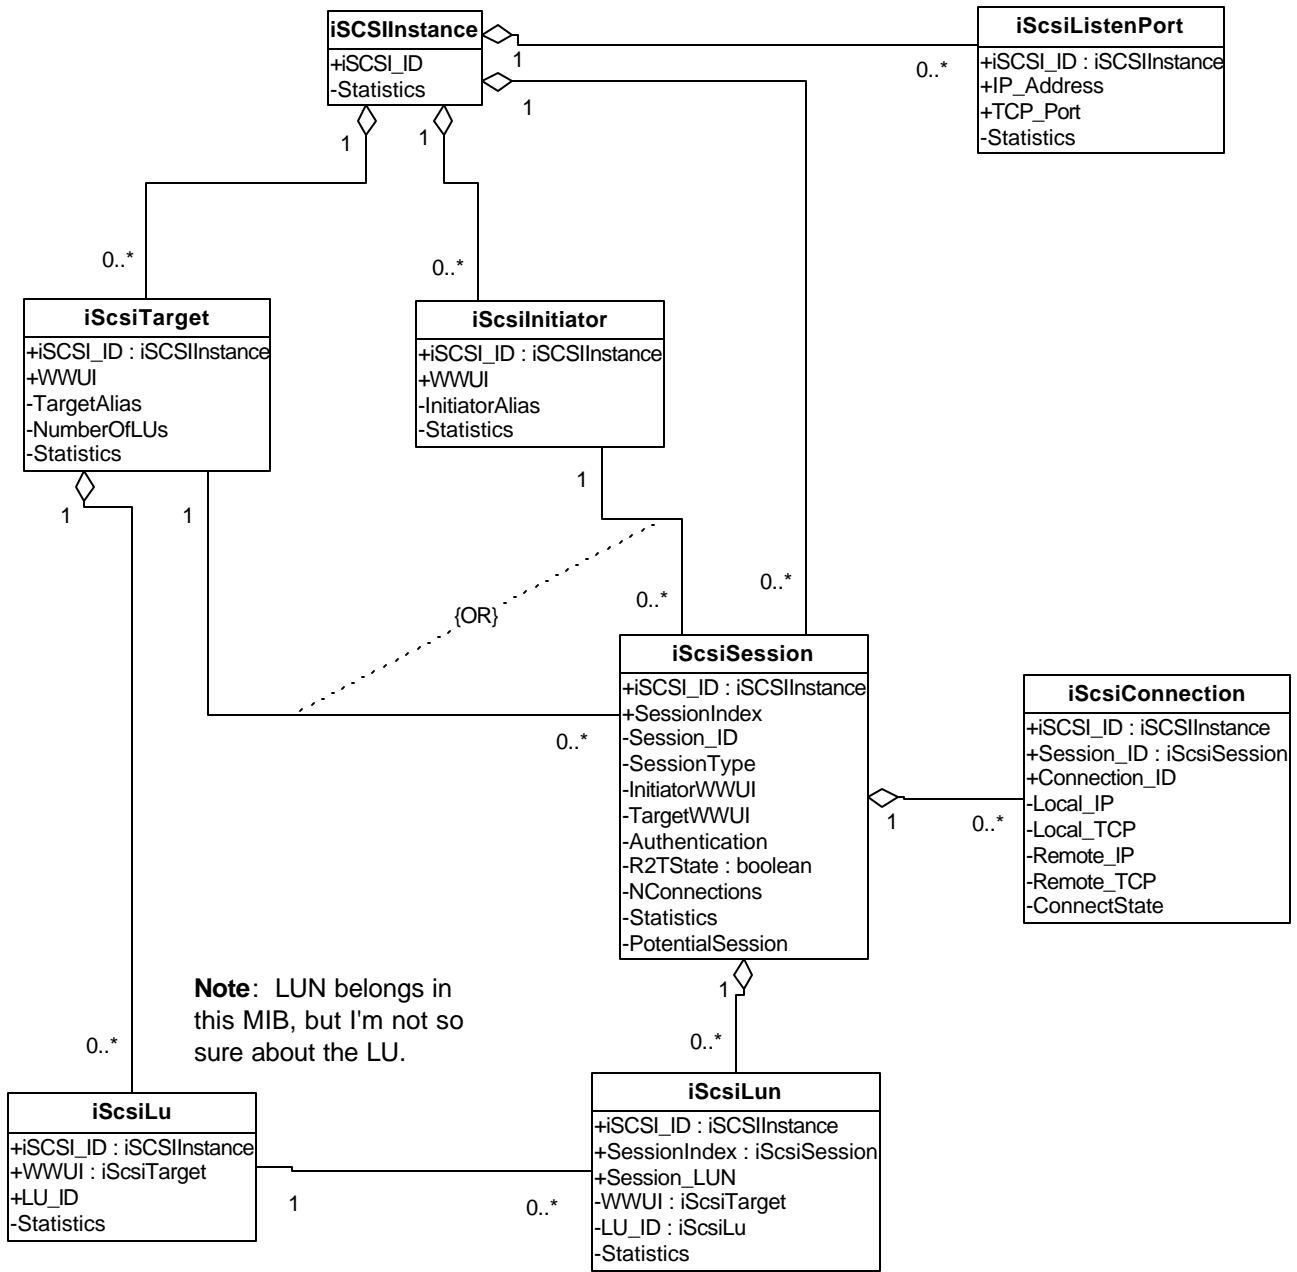 iSCSIInstance
+iSCSI_ID
-Statistics
1
1
1
1
iScsiListenPort
+iSCSI_ID : iSCSIInstance
+IP_Address
+TCP_Port
-Statistics
0..*
0..*
0..*
iScsiTarget
+iSCSI_ID : iSCSIInstance
+WWUI
-TargetAlias
-NumberOfLUs
-Statistics
1
1
iScsiInitiator
+iSCSI_ID : iSCSIInstance
+WWUI
-InitiatorAlias
-Statistics
1
{OR}
0..*
0..*
0..*
iScsiSession
+iSCSI_ID : iSCSIInstance
+SessionIndex
-Session_ID
-SessionType
-InitiatorWWUI
-TargetWWUI
-Authentication
-R2TState : boolean
-NConnections
-Statistics
-PotentialSession
1
0..*
iScsiConnection
+iSCSI_ID : iSCSIInstance
+Session_ID : iScsiSession
+Connection_ID
-Local_IP
-Local_TCP
-Remote_IP
-Remote_TCP
-ConnectState
Note:  LUN belongs in
this MIB, but I'm not so
sure about the LU.
1
0..*
0..*
iScsiLu
+iSCSI_ID : iSCSIInstance
+WWUI : iScsiTarget
+LU_ID
-Statistics
1
0..*
iScsiLun
+iSCSI_ID : iSCSIInstance
+SessionIndex : iScsiSession
+Session_LUN
-WWUI : iScsiTarget
-LU_ID : iScsiLu
-Statistics